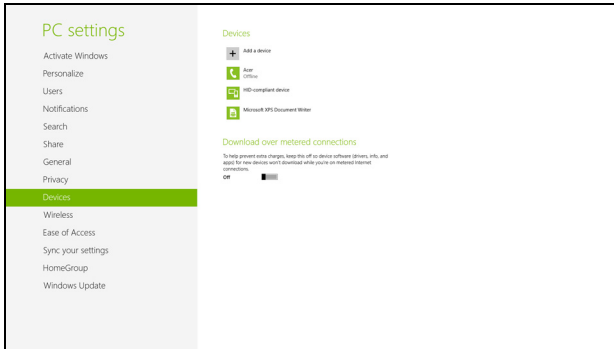 PC settings
Activate Windows
Personalize
Users
Notifications
Search
Share
General
Privacy
Devices
Wireless
Ease of Access
Sync your settings
HomeGroup
Windows Update
Devices
Add a device
Acer
Offline
HID-compliant device
Microsoft XPS Document Writer
Download over metered connections
To help prevent extra charges, keep this off so device software (drivers, info, and
apps) for new devices won't download while you're on metered Internet
connections.
Off